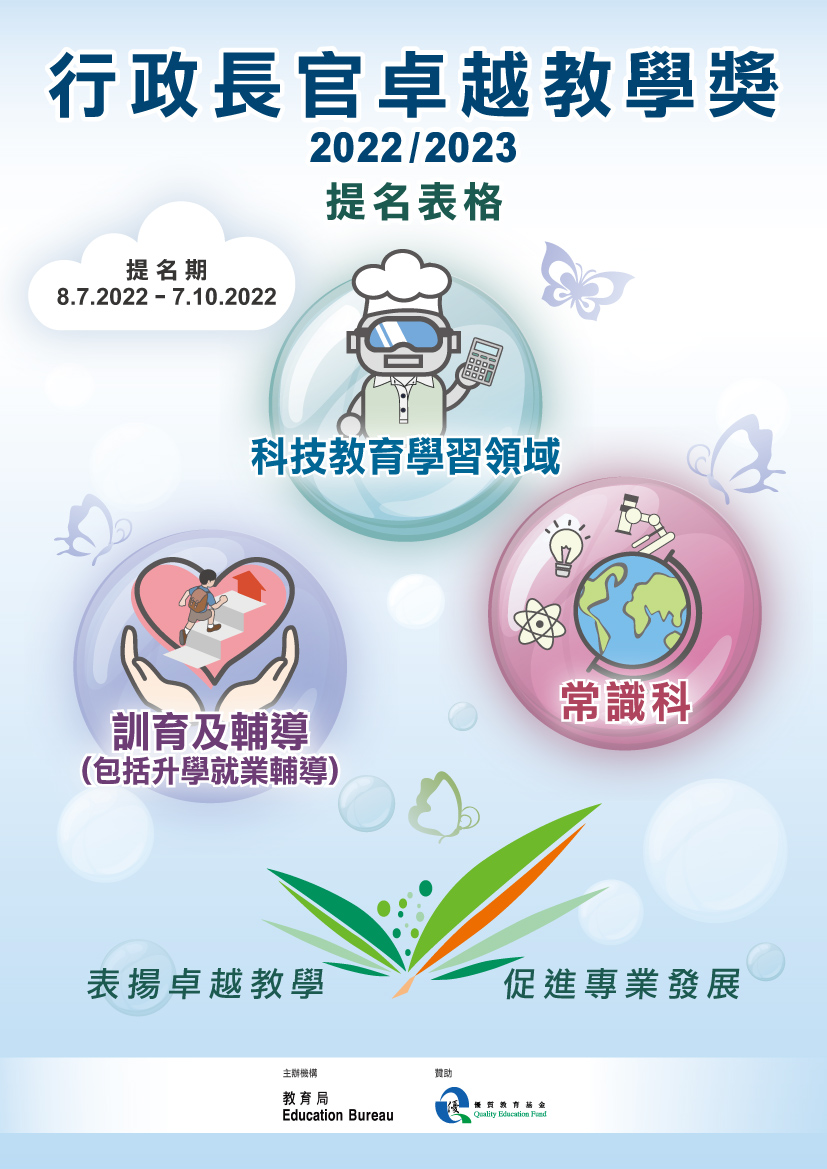 行政長官卓越教學獎
2022/2023
提名表格
提名期
8.7.2022 – 7.10.2022
科技教育學習領域
常識科
訓育及輔導
(包括升學就業輔導)
表揚卓越教學
促進專業發展
主辦機構
教育局
Education Bureau
贊助
優
優質教育基金
Quality Education Fund